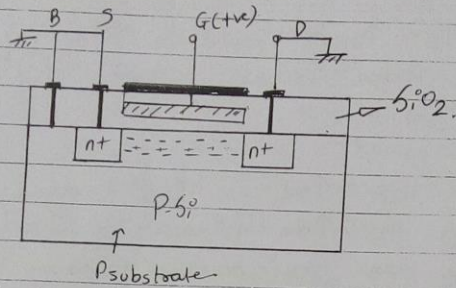 B S G(+ve) D
SiO2.
n+ n+
P-Si
Psubstrate